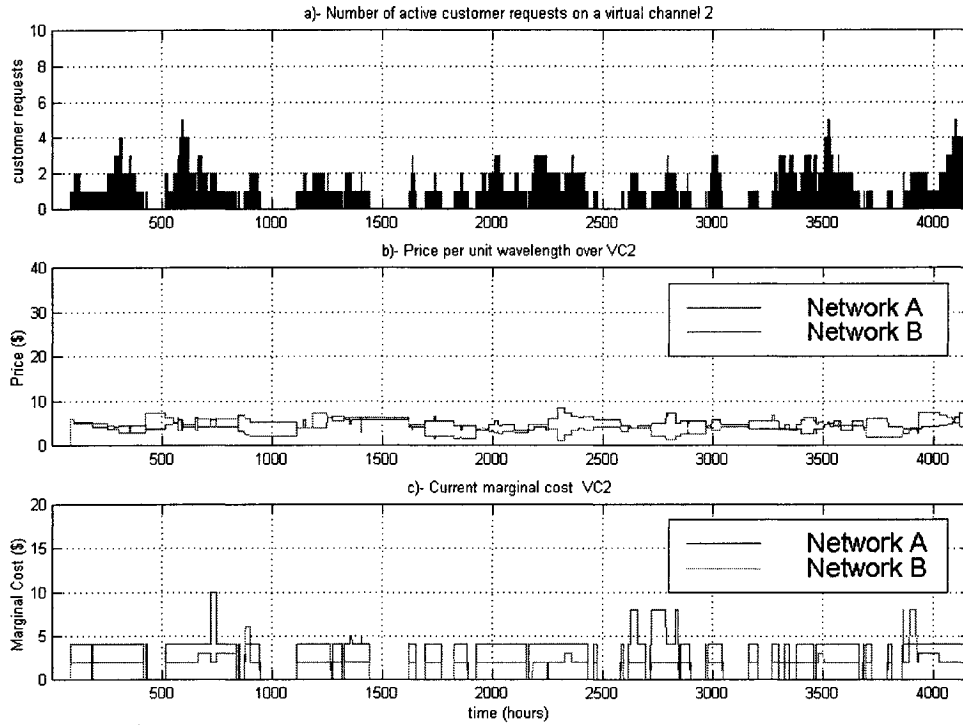 a)- Number of active customer requests on a virtual channel 2
customer requests
10
8
6
4
2
0
500 1000 1500 2000 2500 3000 3500 4000
b)- Price per unit wavelength over VC2
Price ($)
40
30
20
10
0
Network A
Network B
500 1000 1500 2000 2500 3000 3500 4000
c)- Current marginal cost VC2
Marginal Cost ($)
20
15
10
5
0
Network A
Network B
500 1000 1500 2000 2500 3000 3500 4000
time (hours)